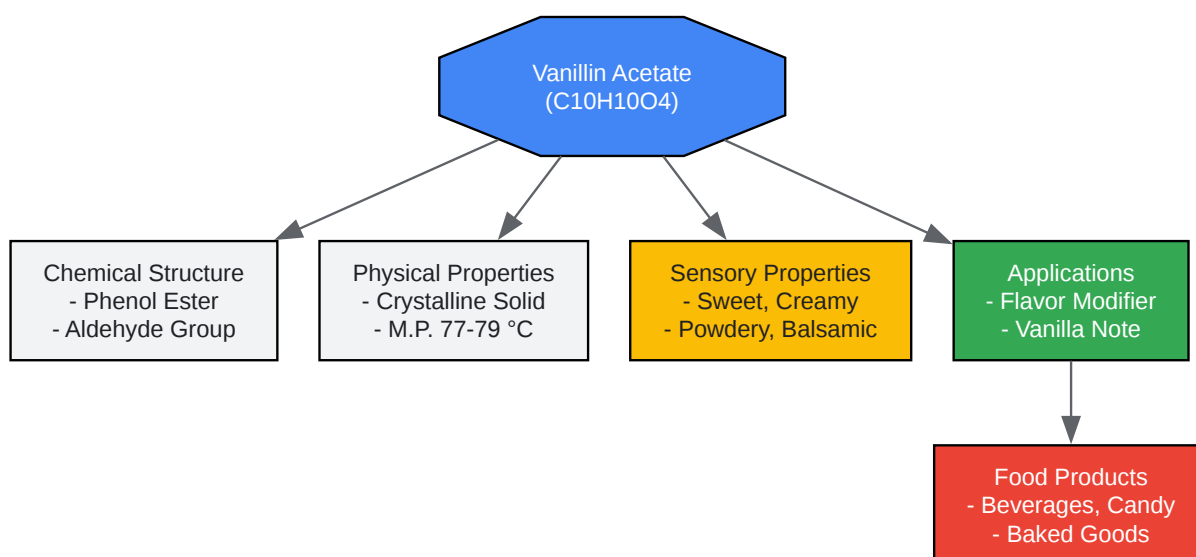 Vanillin Acetate
(C10H10O4)
Chemical Structure
- Phenol Ester
- Aldehyde Group
Physical Properties
- Crystalline Solid
- M.P. 77-79 °C
Sensory Properties
- Sweet, Creamy
- Powdery, Balsamic
Applications
- Flavor Modifier
- Vanilla Note
Food Products
- Beverages, Candy
- Baked Goods